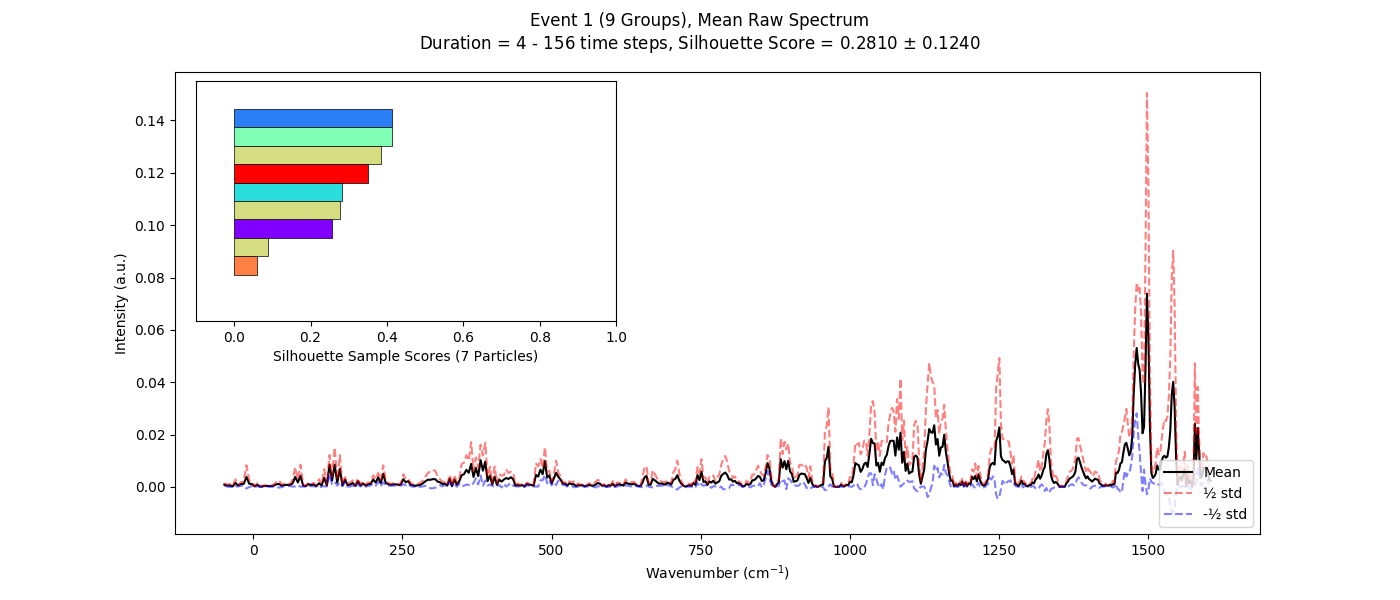 Event 1 (9 Groups), Mean Raw Spectrum
Duration = 4 - 156 time steps, Silhouette Score = 0.2810 ± 0.1240
Intensity (a.u.)
0.14
0.12
0.10
0.08
0.06
0.04
0.02
0.00
0.0 0.2 0.4 0.6 0.8 1.0
Silhouette Sample Scores (7 Particles)
Mean
½ std
-½ std
0 250 500 750 1000 1250 1500
Wavenumber (cm⁻¹)